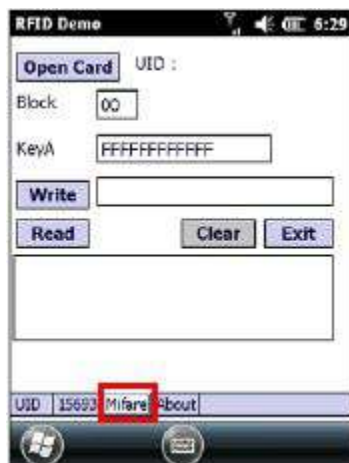 RFID Demo 6:29
Open Card UID :
Block 00
KeyA FFFFFFFFFFFF
Write
Read Clear Exit
UID 15693 Mifare About